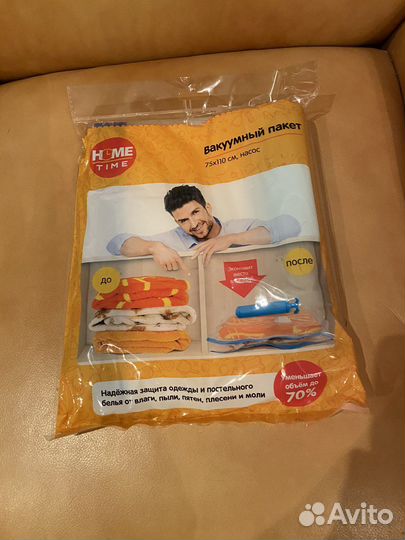 HOME
TIME
Вакуумный пакет
75х110 см, насос
до
Экономит
место
после
Надёжная защита одежды и постельного
белья от влаги, пыли, пятен, плесени и моли
Уменьшает
объём до
70%
Avito